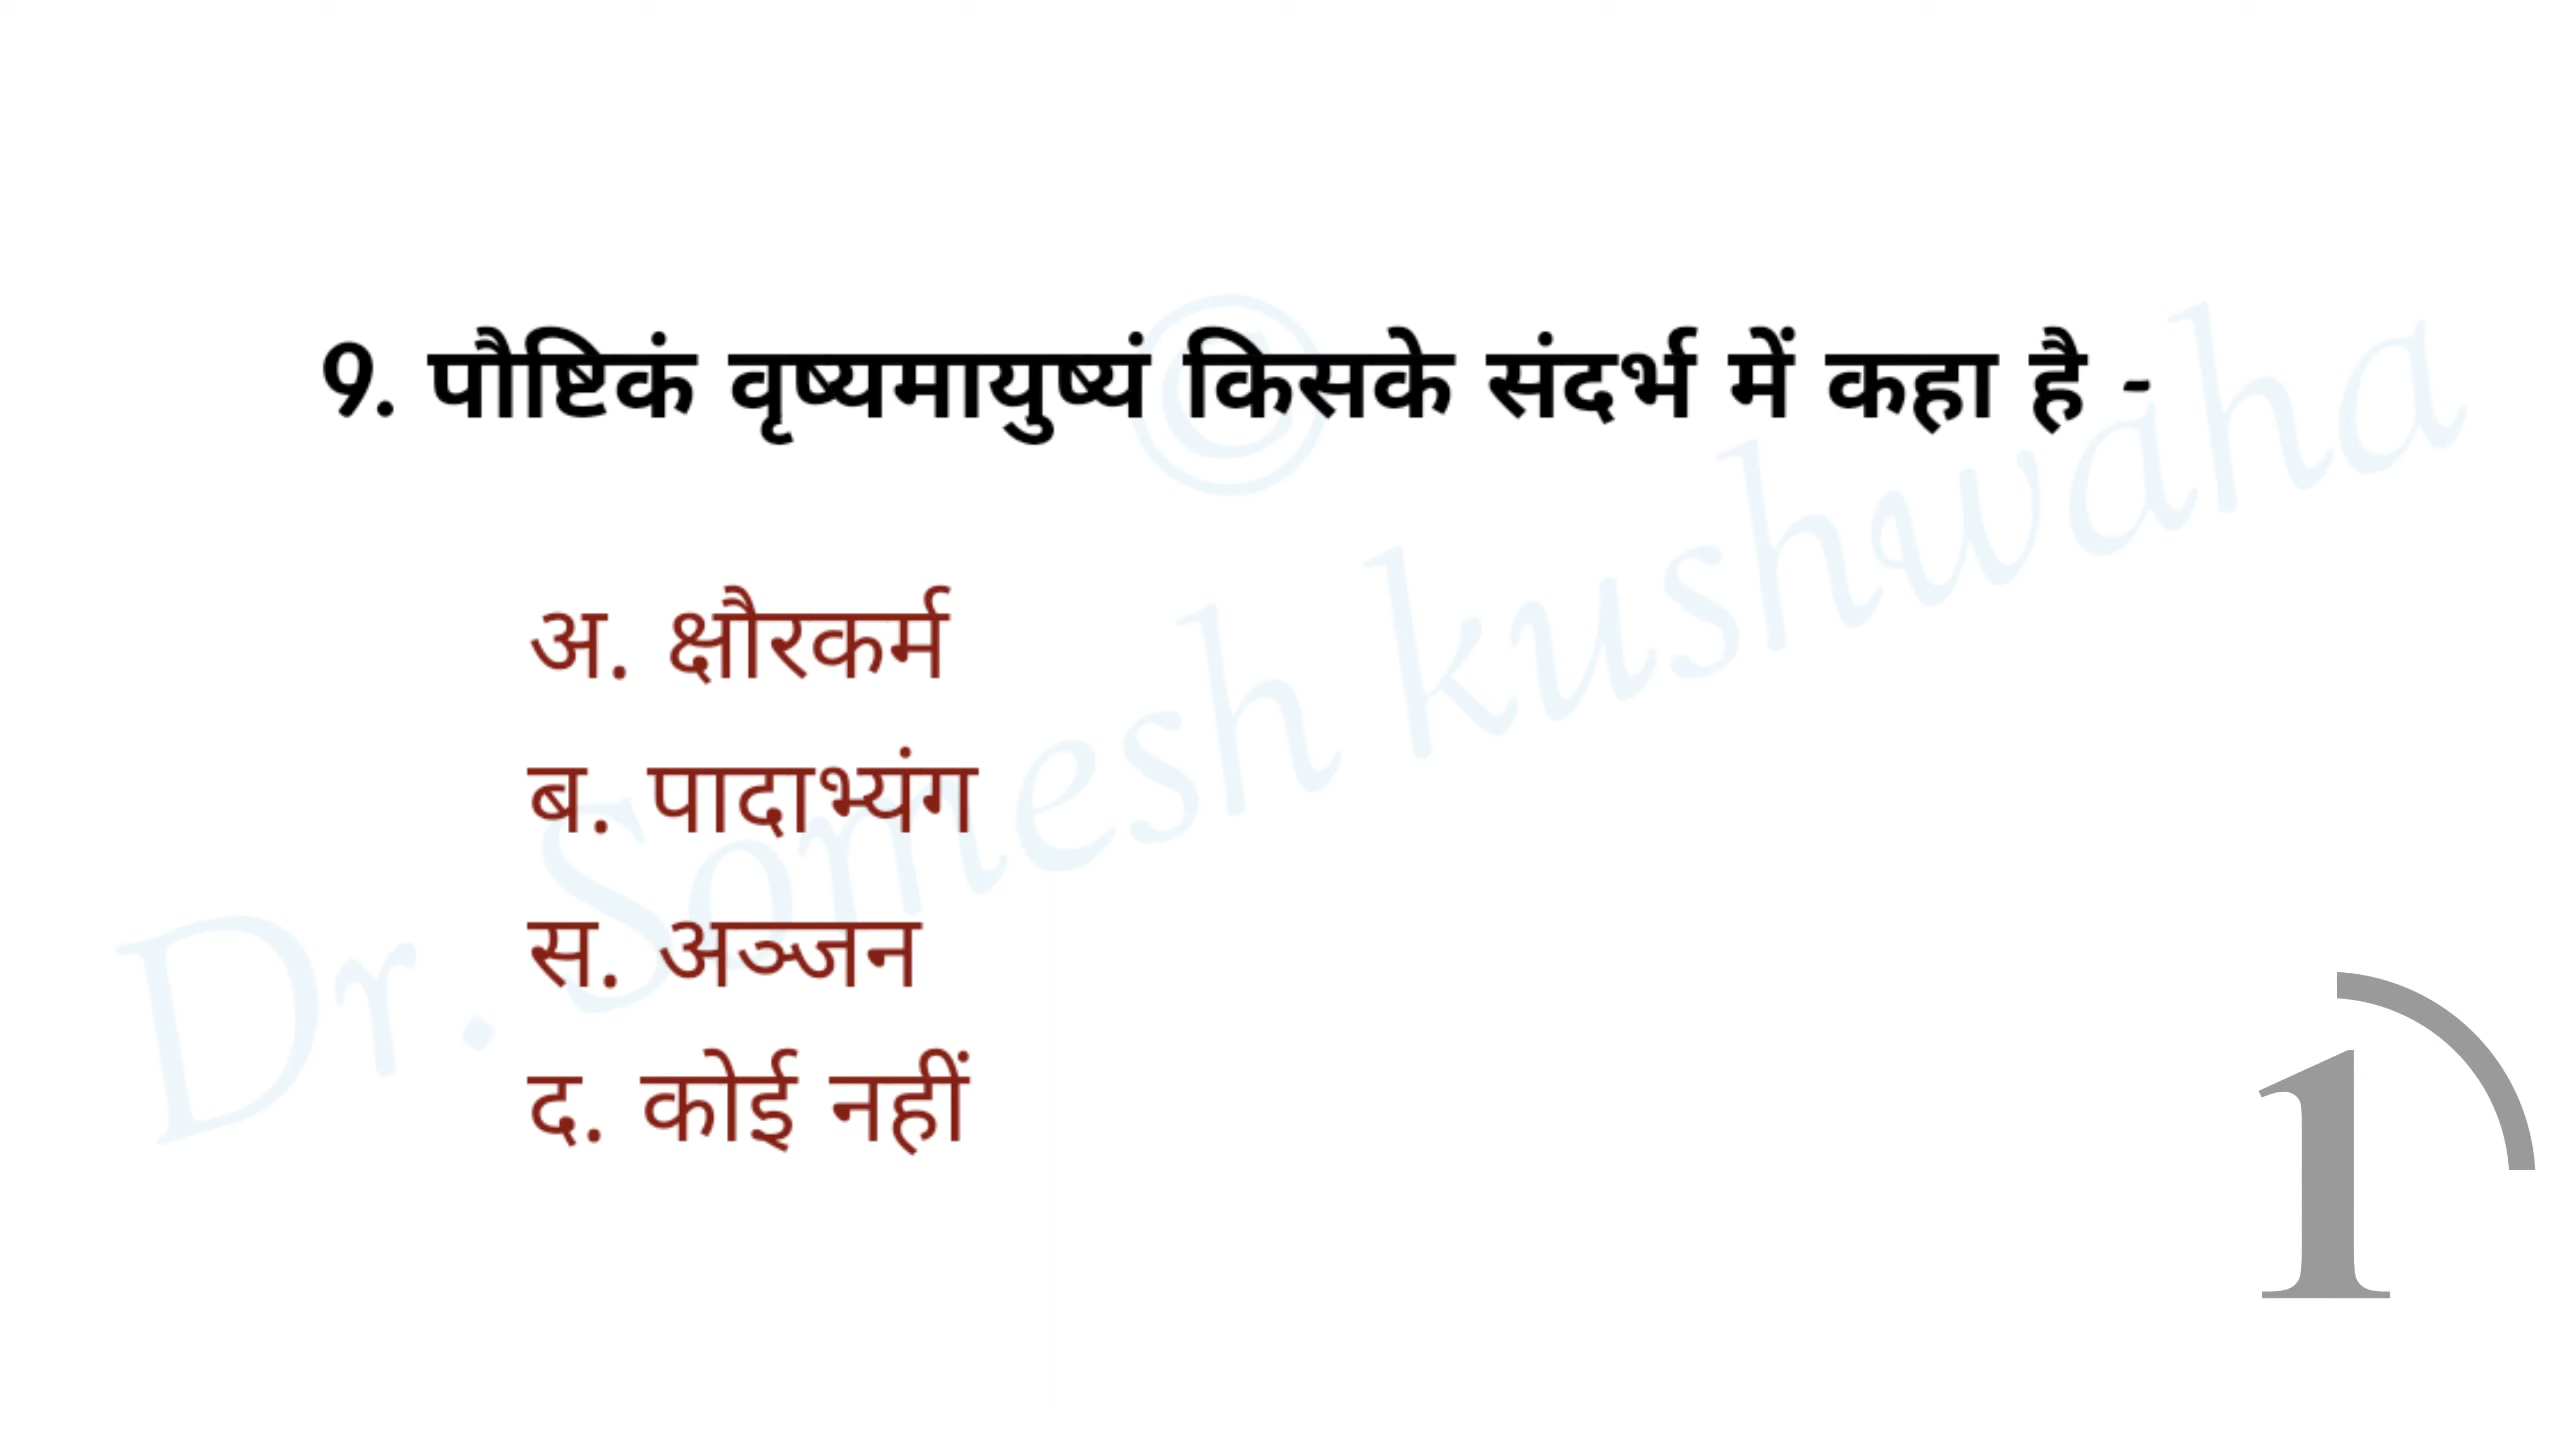 ©
9. पौष्टिकं वृष्यमायुष्यं किसके संदर्भ में कहा है -
अ. क्षौरकर्म
ब. पादाभ्यंग
स. अञ्जन
द. कोई नहीं
Dr. Somesh kushwaha
1